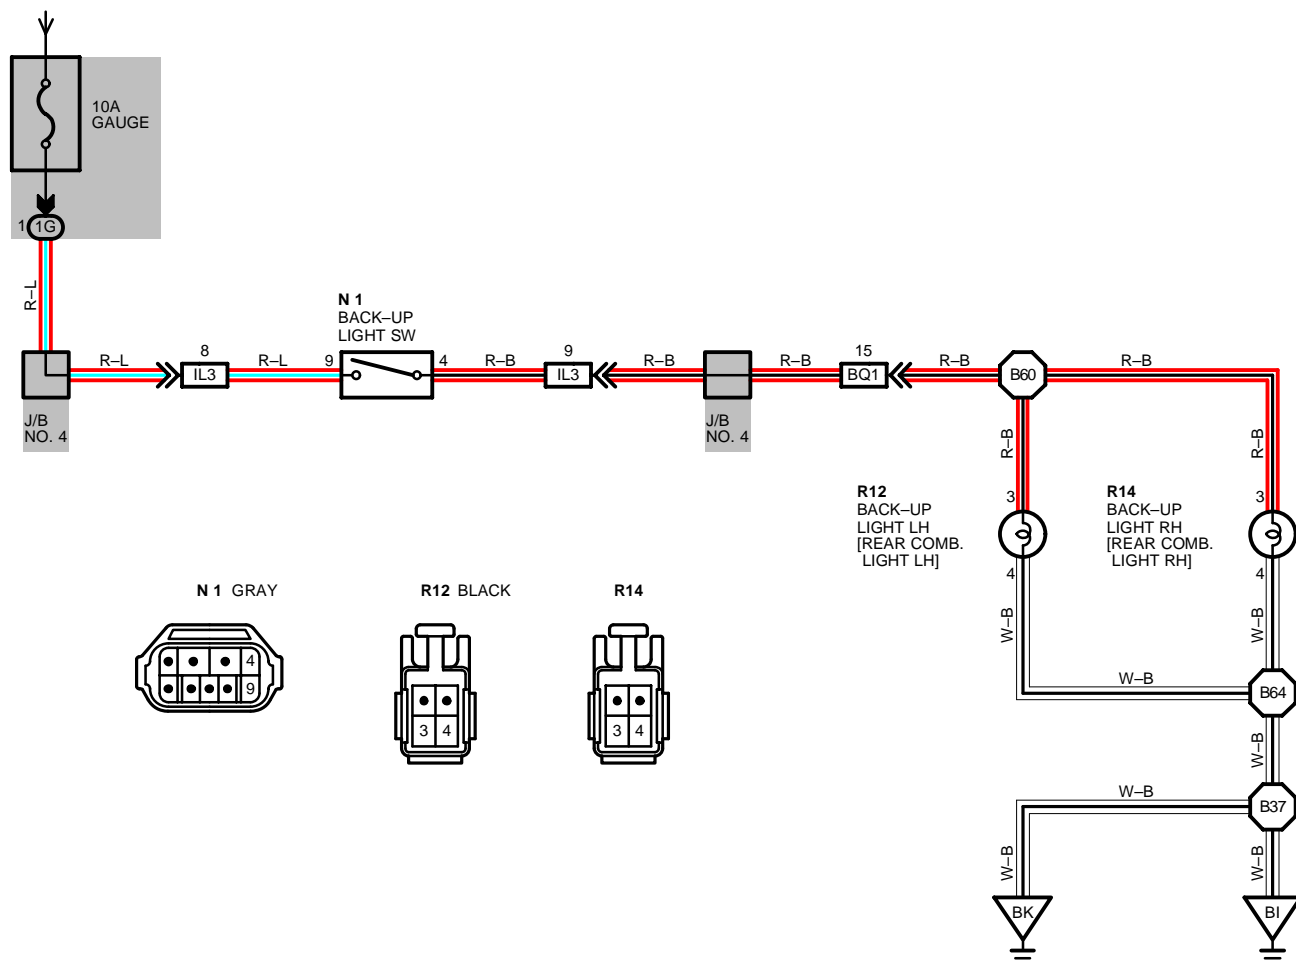 10A
GAUGE
1
1G
R–L
N 1
BACK–UP
LIGHT SW
R–L
8
IL3
R–L
9
4
R–B
9
IL3
R–B
R–B
15
BQ1
R–B
B60
R–B
J/B
NO. 4
J/B
NO. 4
R–B
R–B
R12
BACK–UP
LIGHT LH
[REAR COMB.
LIGHT LH]
3
4
R14
BACK–UP
LIGHT RH
[REAR COMB.
LIGHT RH]
3
4
W–B
W–B
N 1 GRAY
R12 BLACK
R14
4
9
3 4
3 4
W–B
B64
W–B
W–B
B37
W–B
W–B
BK
BI